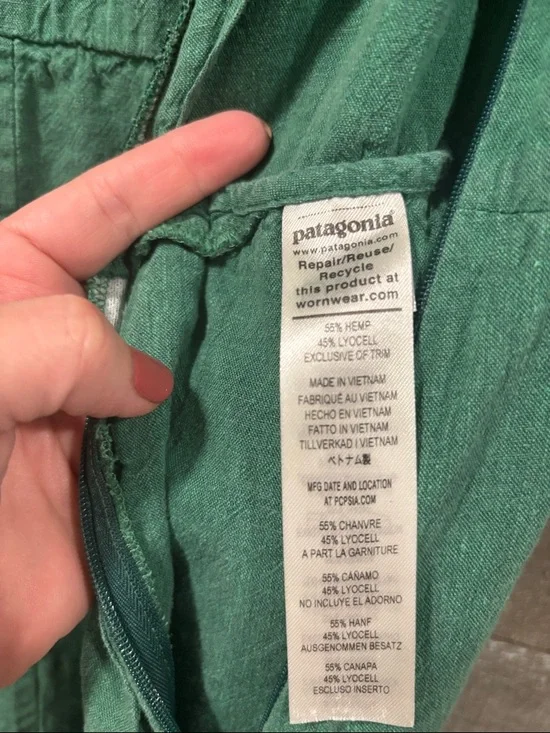 patagonia
www.patagonia.com
Repair/Reuse/
Recycle
this product at
wornwear.com
55% HEMP
45% LYOCELL
EXCLUSIVE OF TRIM
MADE IN VIETNAM
FABRIQUÉ AU VIETNAM
HECHO EN VIETNAM
FATTO IN VIETNAM
TILLVERKAD I VIETNAM
ベトナム製
MFG DATE AND LOCATION
AT PCPSIA.COM
55% CHANVRE
45% LYOCELL
A PART LA GARNITURE
55% CAÑAMO
45% LYOCELL
NO INCLUYE EL ADORNO
55% HANF
45% LYOCELL
AUSGENOMMEN BESATZ
55% CANAPA
45% LYOCELL
ESCLUSO INSERTO